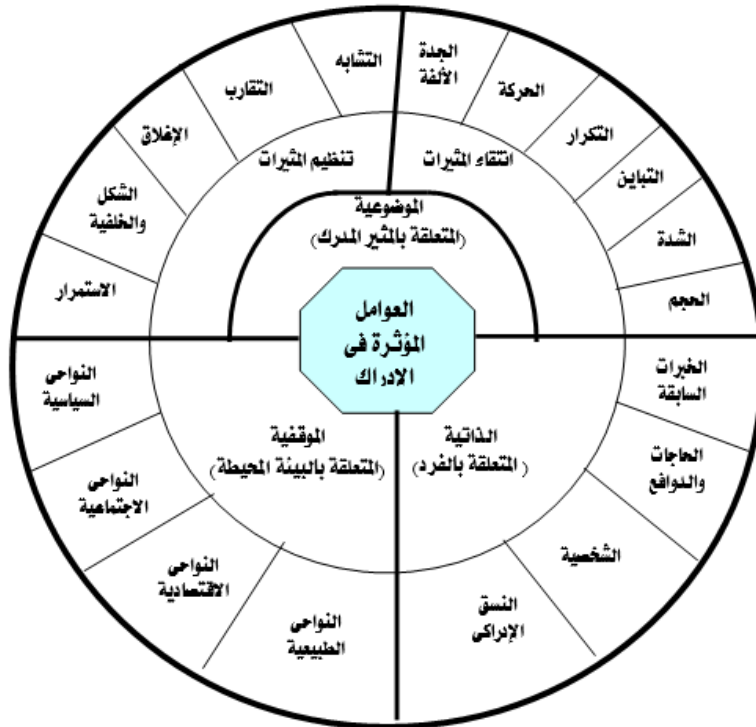 العوامل
المؤثرة فى
الادراك
الموضوعية
(المتعلقة بالمثير المدرك)
انتقاء المثيرات
الجدة
الألفة
الحركة
التكرار
التباين
الشدة
الحجم
تنظيم المثيرات
التشابه
التقارب
الإغلاق
الشكل
والخلفية
الاستمرار
الذاتية
(المتعلقة بالفرد)
الخبرات
السابقة
الحاجات
والدوافع
الشخصية
النسق
الإدراكى
الموقفية
(المتعلقة بالبيئة المحيطة)
النواحى
السياسية
النواحى
الاجتماعية
النواحى
الاقتصادية
النواحى
الطبيعية